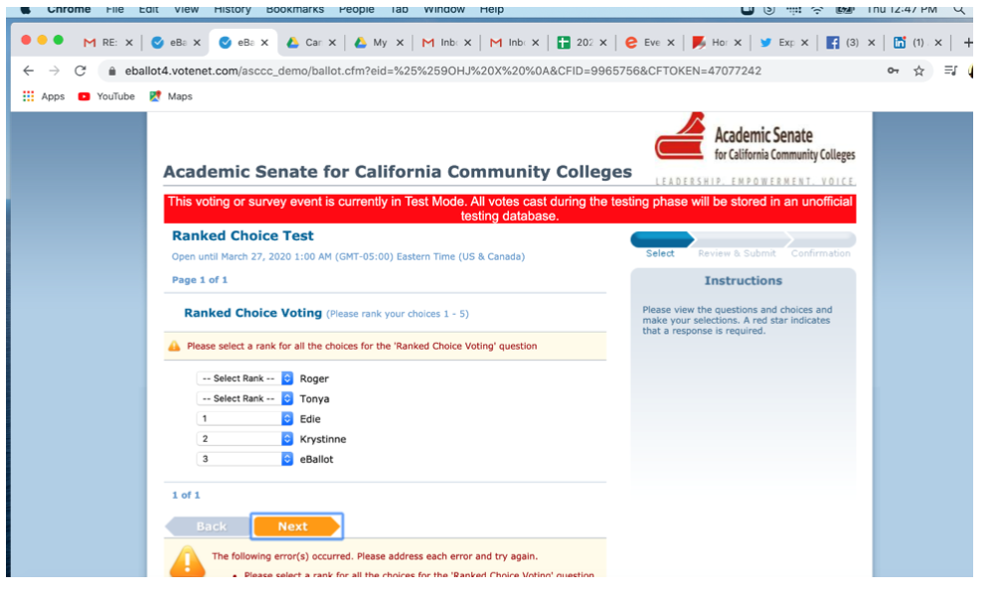 Chrome File Edit View History Bookmarks People Tab Window Help Thu 12:47 PM
RE: eBa eBa Car My Inb Inb 202 Eve Hor Exp (3) (1)
eballot4.votenet.com/asccc_demo/ballot.cfm?eid=%25%259OHJ%20X%20%0A&CFID=9965756&CFTOKEN=47077242
Apps YouTube Maps
Academic Senate
for California Community Colleges
LEADERSHIP. EMPOWERMENT. VOICE
Academic Senate for California Community Colleges
This voting or survey event is currently in Test Mode. All votes cast during the testing phase will be stored in an unofficial
testing database.
Ranked Choice Test
Open until March 27, 2020 1:00 AM (GMT-05:00) Eastern Time (US & Canada)
Page 1 of 1
Select Review & Submit Confirmation
Instructions
Please view the questions and choices and
make your selections. A red star indicates
that a response is required.
Ranked Choice Voting (Please rank your choices 1 - 5)
Please select a rank for all the choices for the 'Ranked Choice Voting' question
-- Select Rank -- Roger
-- Select Rank -- Tonya
1 Edie
2 Krystinne
3 eBallot
1 of 1
Back Next
The following error(s) occurred. Please address each error and try again.
• Please select a rank for all the choices for the 'Ranked Choice Voting' question